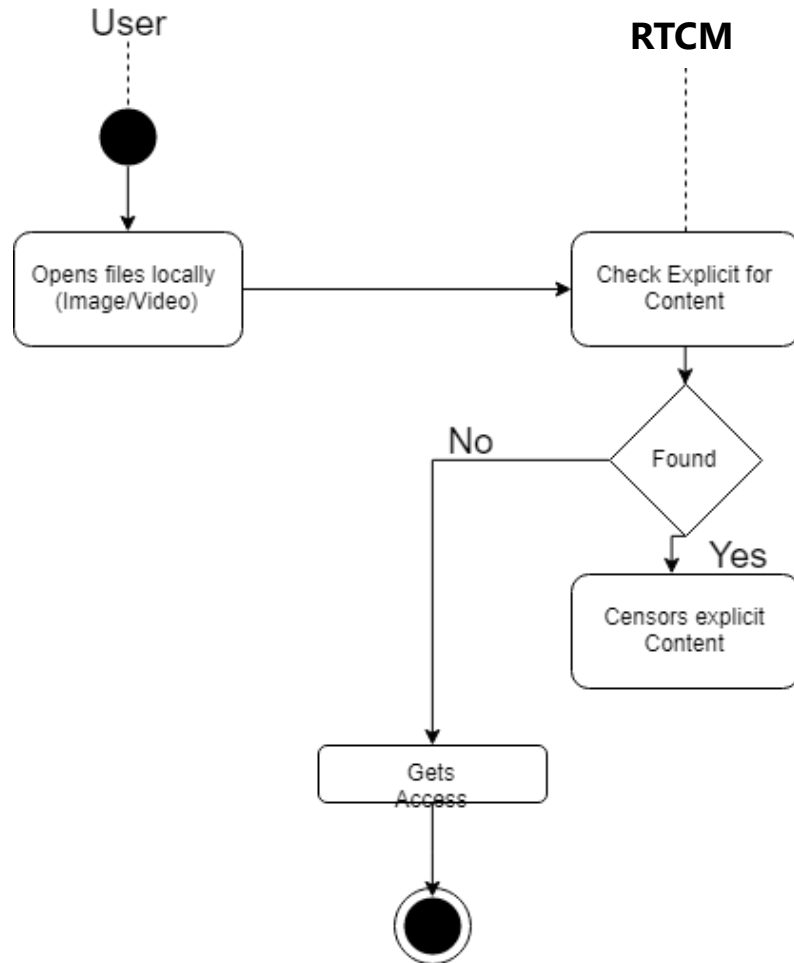 User
RTCM
Opens files locally
(Image/Video)
Check Explicit for
Content
No
Found
Yes
Censors explicit
Content
Gets
Access